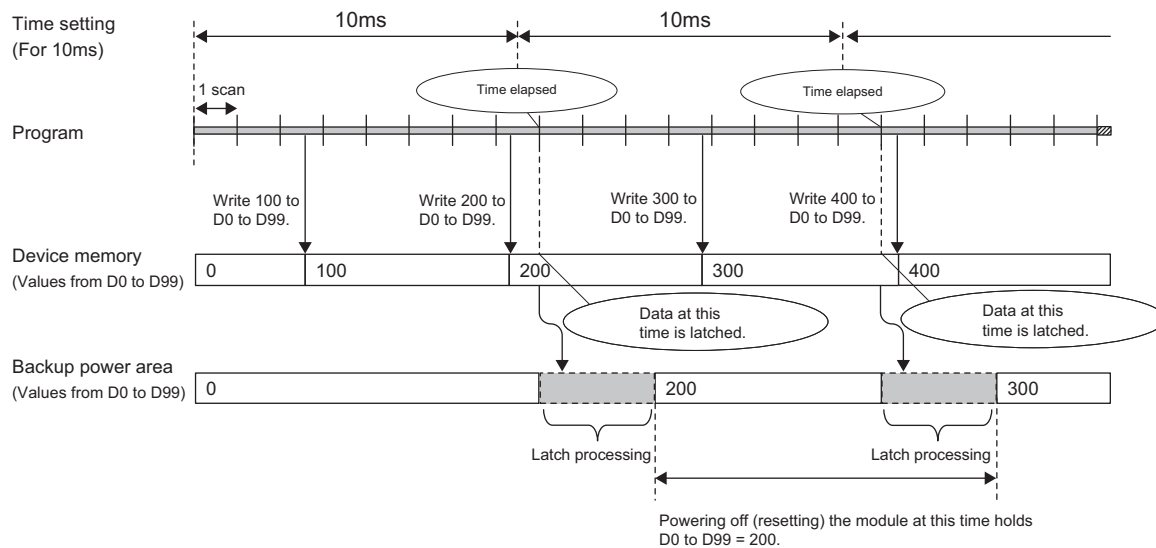 Time setting
(For 10ms)
10ms
10ms
1 scan
Time elapsed
Time elapsed
Program
Write 100 to
D0 to D99.
Write 200 to
D0 to D99.
Write 300 to
D0 to D99.
Write 400 to
D0 to D99.
Device memory
(Values from D0 to D99)
0
100
200
300
400
Data at this
time is latched.
Data at this
time is latched.
Backup power area
(Values from D0 to D99)
0
200
300
Latch processing
Latch processing
Powering off (resetting) the module at this time holds
D0 to D99 = 200.